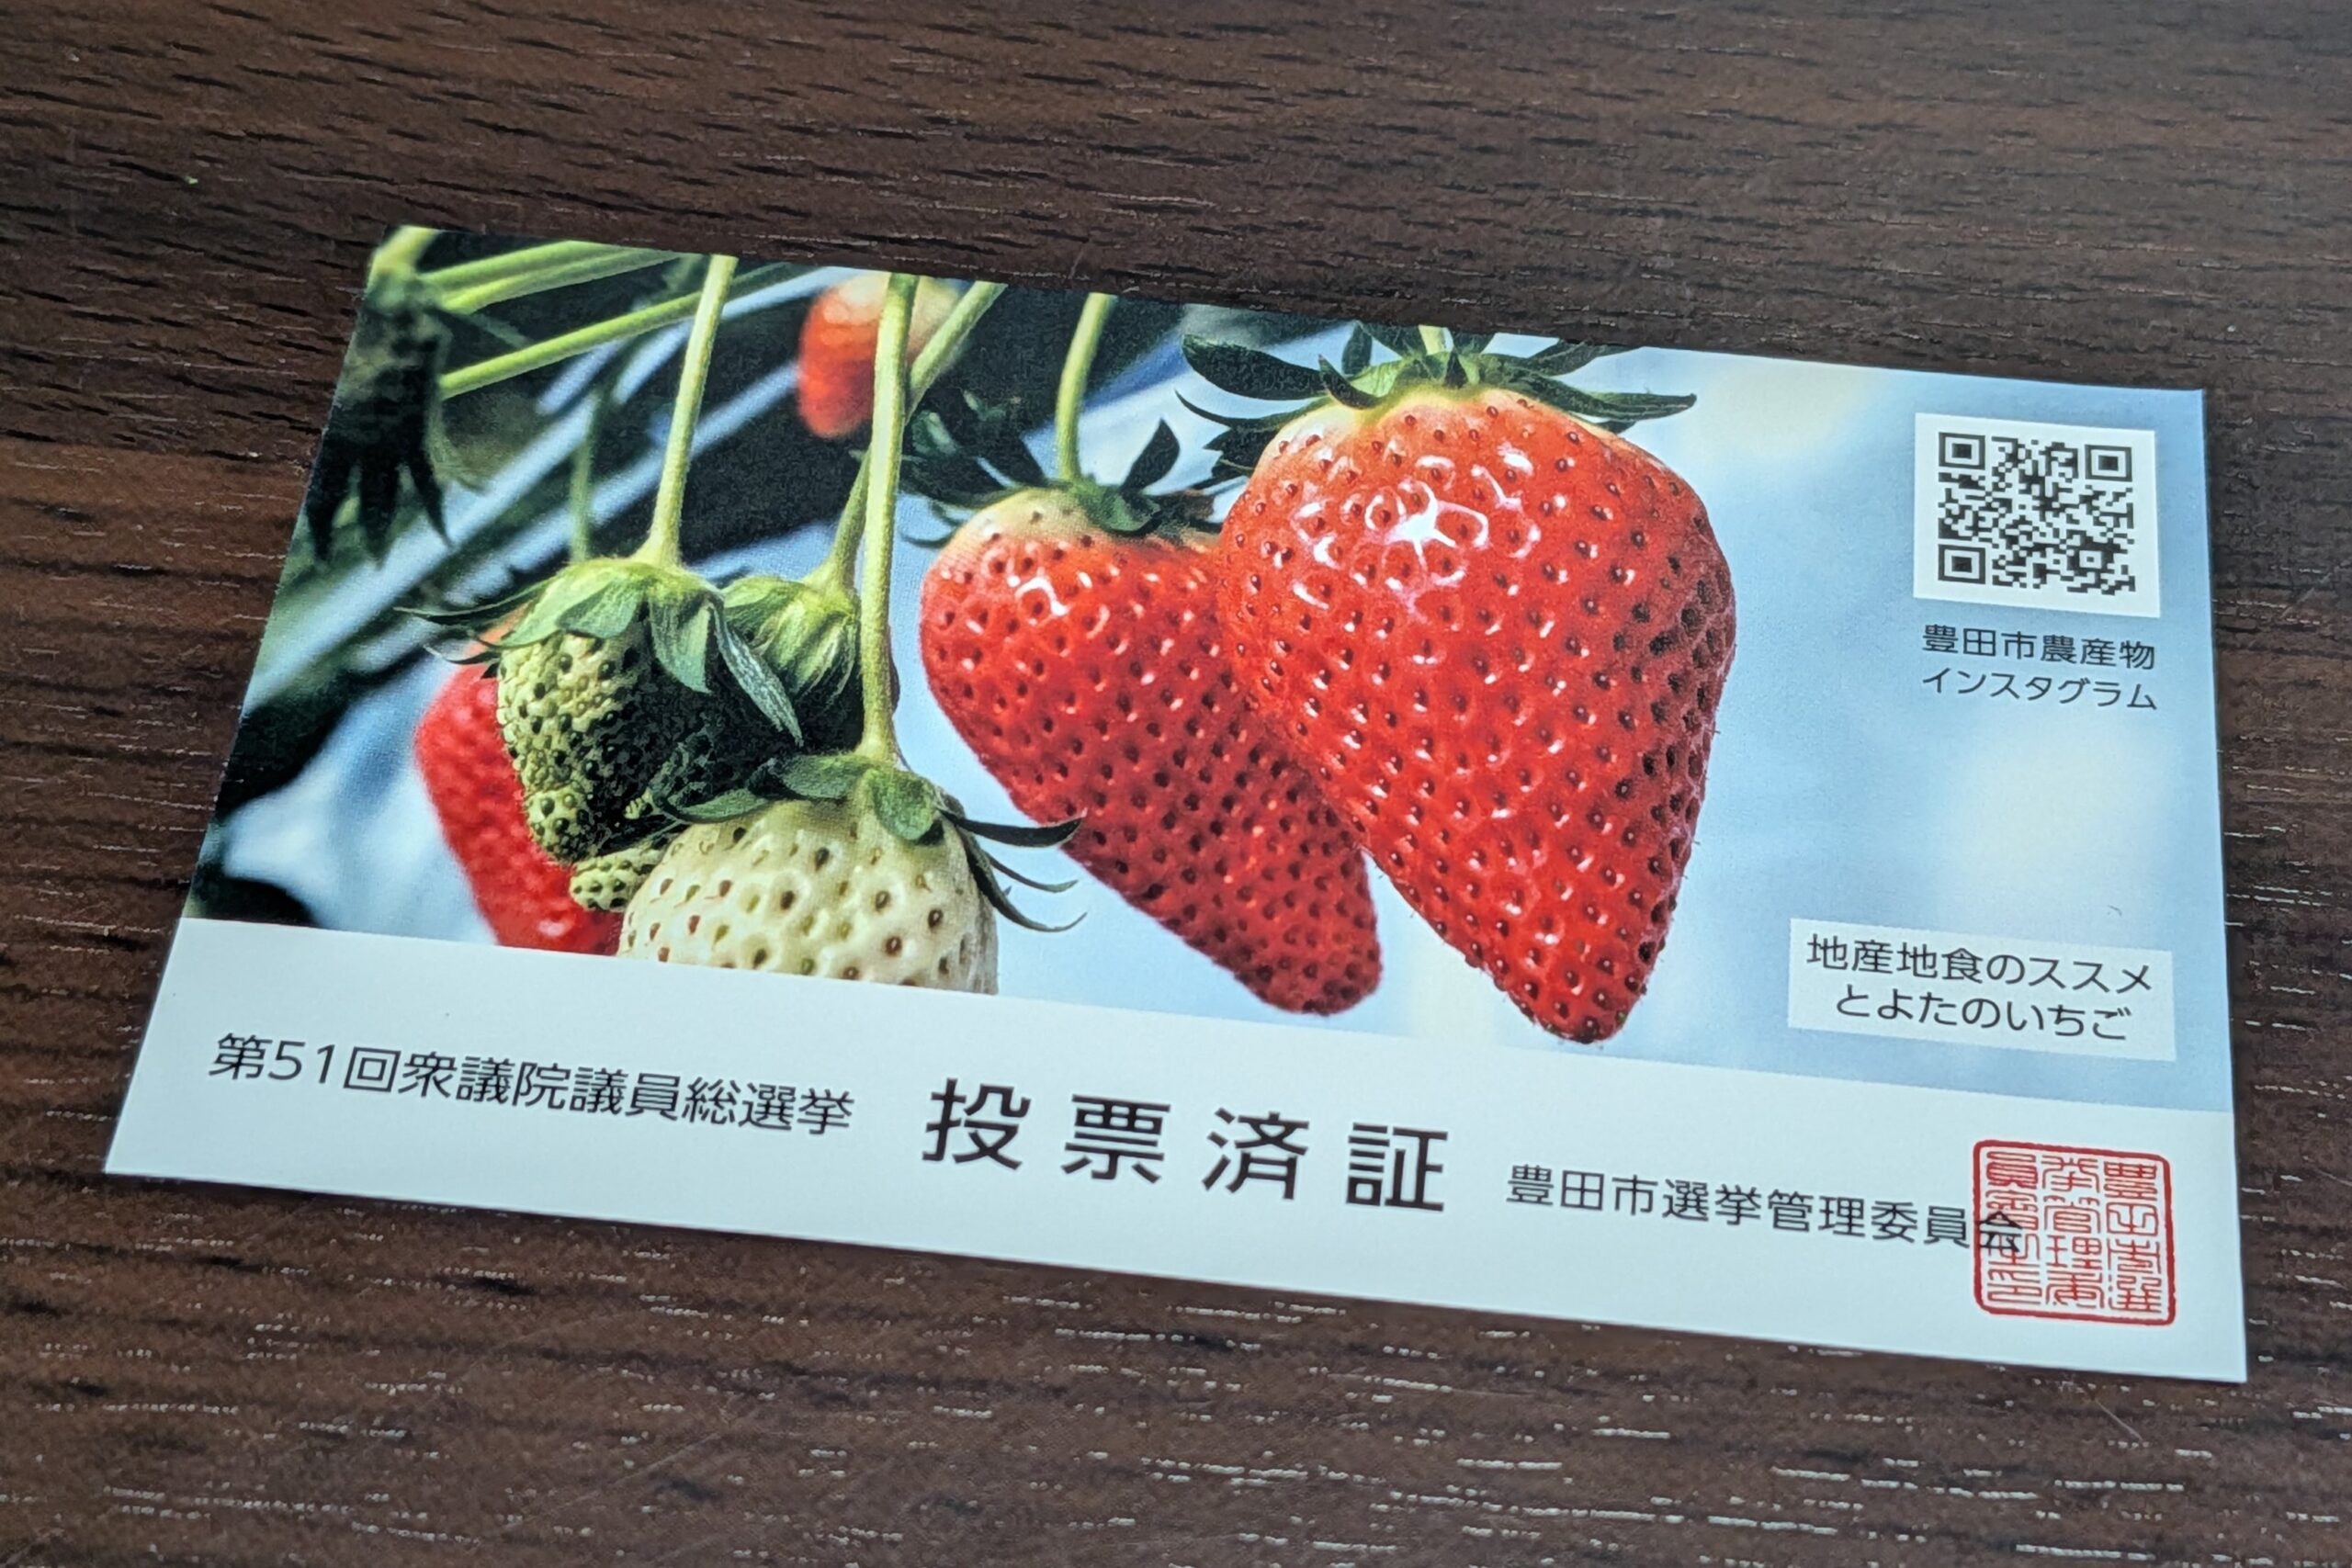 豊田市農産物
インスタグラム
地産地食のススメ
とよたのいちご
第51回衆議院議員総選挙
投票済証
豊田市選挙管理委員会